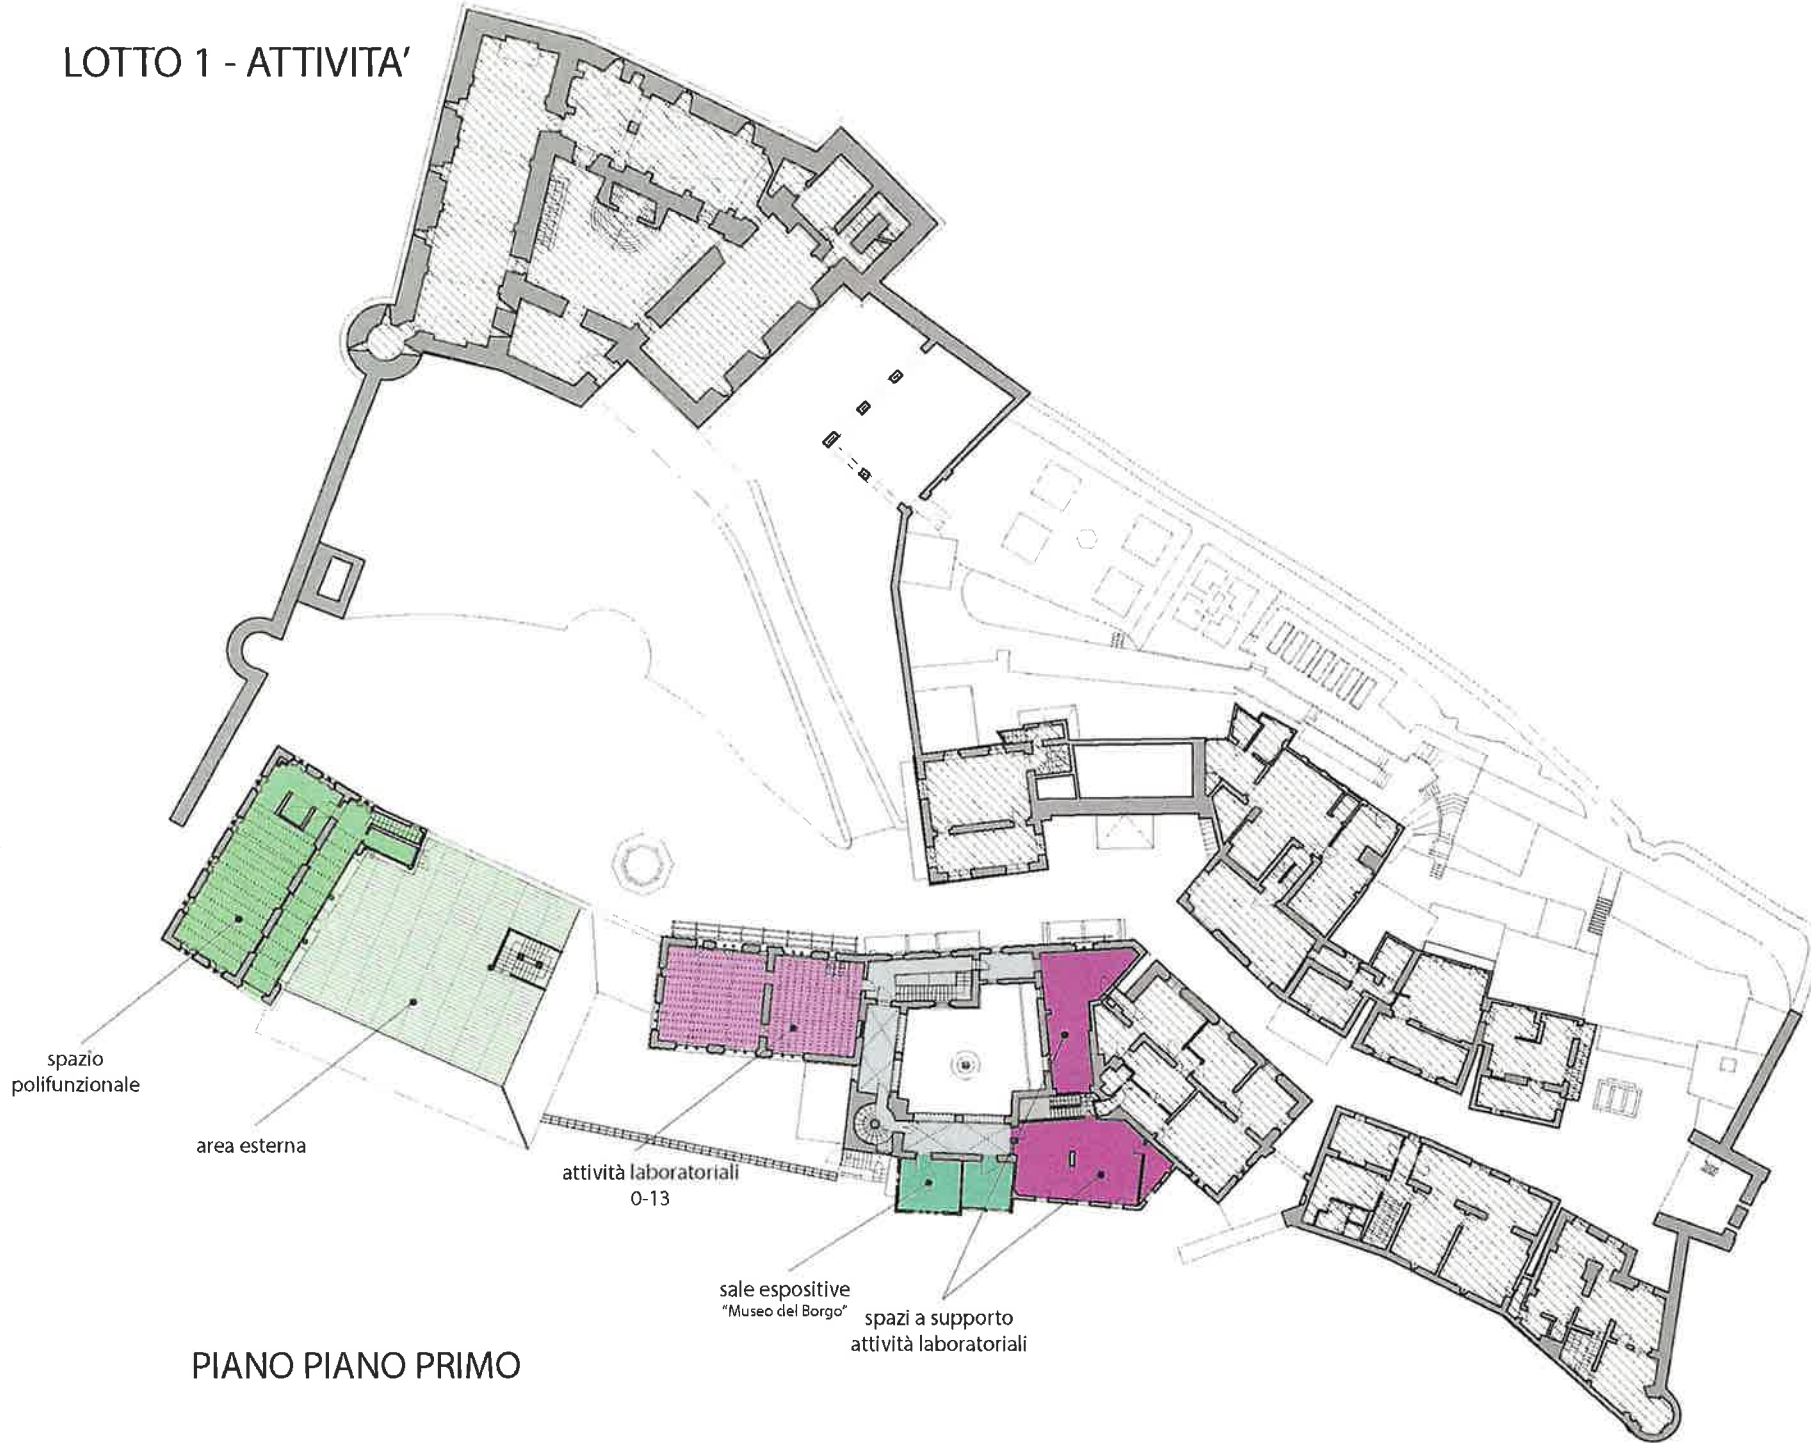 LOTTO 1 - ATTIVITA'
spazio
polifunzionale
area esterna
attività laboratoriali
0-13
sale espositive
"Museo del Borgo"
spazi a supporto
attività laboratoriali
PIANO PIANO PRIMO